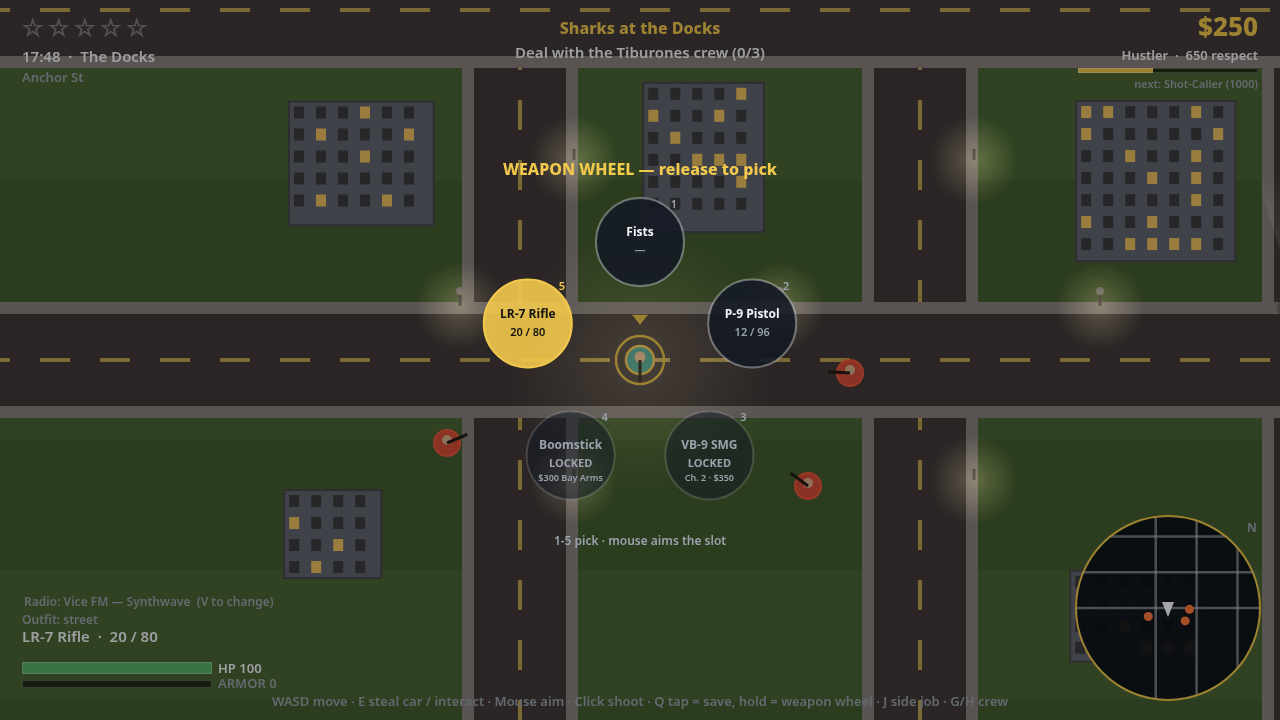 ☆☆☆☆☆
17:48 · The Docks
Anchor St
Sharks at the Docks
Deal with the Tiburones crew (0/3)
$250
Hustler · 650 respect
next: Shot-Caller (1000)
WEAPON WHEEL — release to pick
1
Fists
—
5
LR-7 Rifle
20 / 80
2
P-9 Pistol
12 / 96
4
Boomstick
LOCKED
$300 Bay Arms
3
VB-9 SMG
LOCKED
Ch. 2 · $350
1-5 pick · mouse aims the slot
N
Radio: Vice FM — Synthwave (V to change)
Outfit: street
LR-7 Rifle · 20 / 80
HP 100
ARMOR 0
WASD move · E steal car / interact · Mouse aim · Click shoot · Q tap = save, hold = weapon wheel · J side job · G/H crew